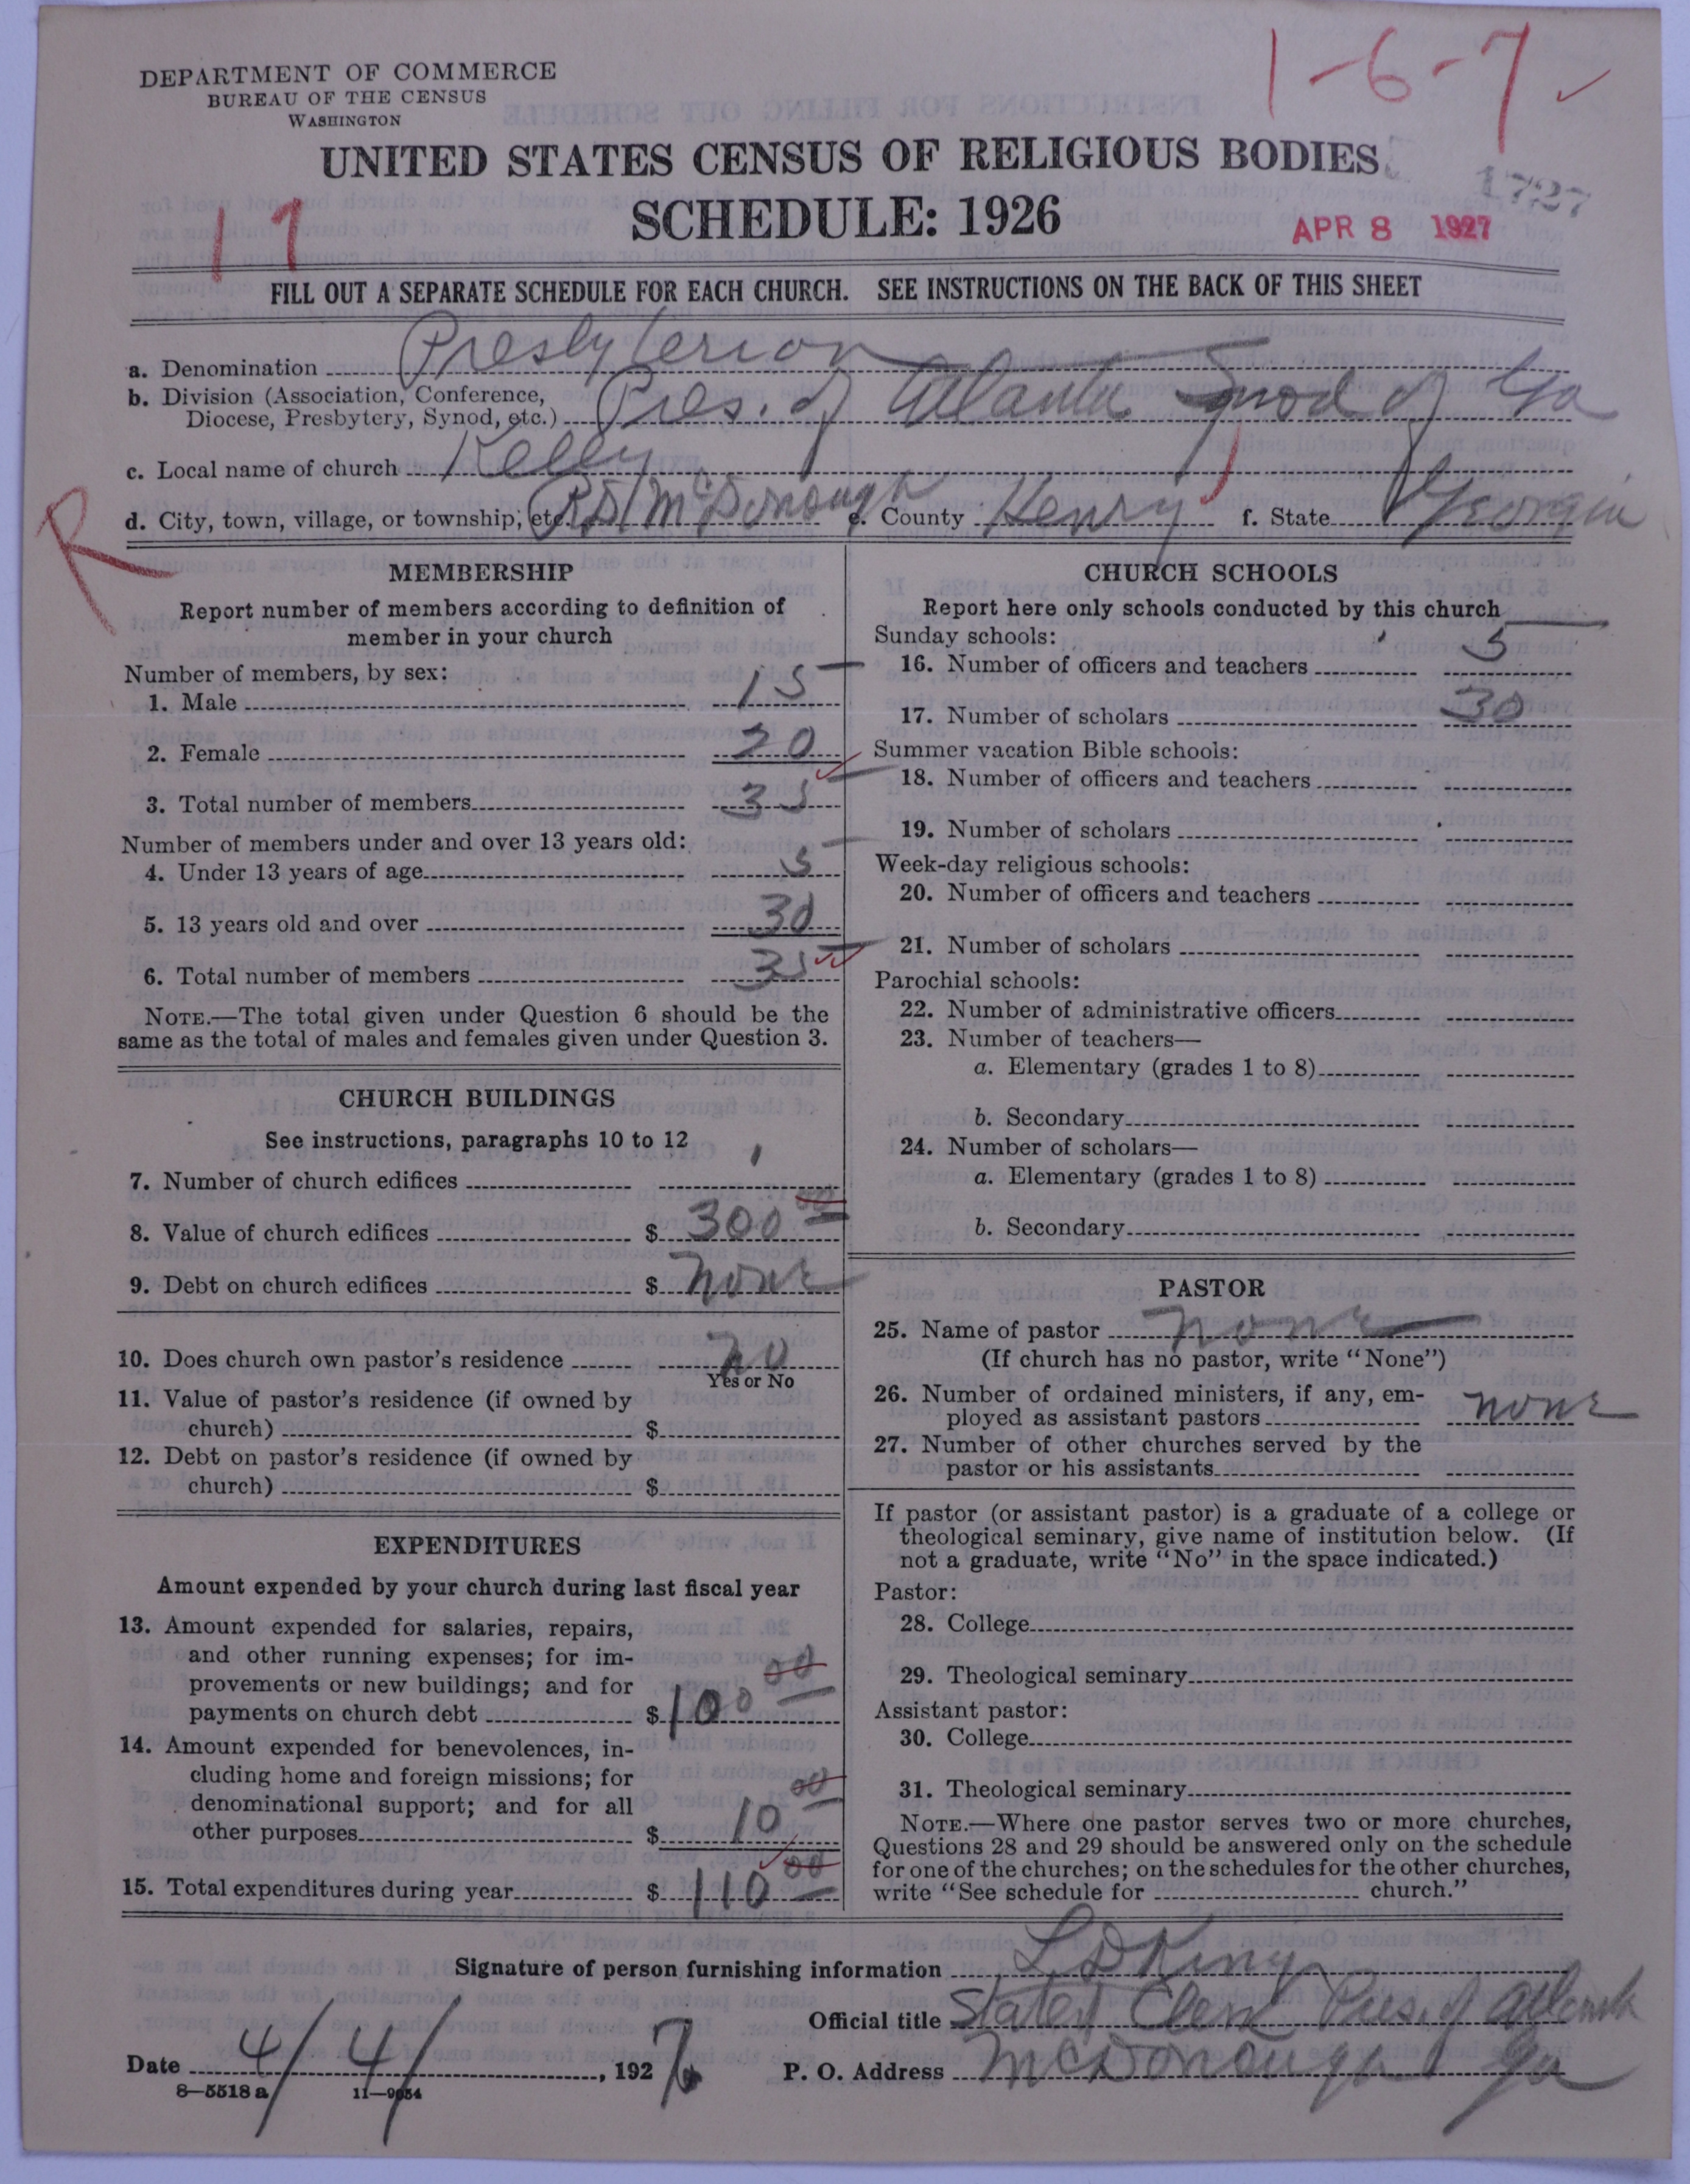 1-6-7 ✓
DEPARTMENT OF COMMERCE
BUREAU OF THE CENSUS
WASHINGTON
UNITED STATES CENSUS OF RELIGIOUS BODIES
1727
SCHEDULE: 1926
17
APR 8 1927
FILL OUT A SEPARATE SCHEDULE FOR EACH CHURCH. SEE INSTRUCTIONS ON THE BACK OF THIS SHEET
a. Denomination Presbyterian
b. Division (Association, Conference,
Diocese, Presbytery, Synod, etc.) Pres. of Atlanta Synod of Ga
c. Local name of church Kelly
R
d. City, town, village, or township, etc. McDonough e. County Henry f. State Georgia
MEMBERSHIP
Report number of members according to definition of
member in your church
Number of members, by sex:
1. Male 15
2. Female 20
3. Total number of members 35
Number of members under and over 13 years old:
4. Under 13 years of age 5
5. 13 years old and over 30
6. Total number of members 35
NOTE.—The total given under Question 6 should be the
same as the total of males and females given under Question 3.
CHURCH BUILDINGS
See instructions, paragraphs 10 to 12
7. Number of church edifices 1
8. Value of church edifices $ 300 00
9. Debt on church edifices $ none
10. Does church own pastor's residence no
Yes or No
11. Value of pastor's residence (if owned by
church) $
12. Debt on pastor's residence (if owned by
church) $
EXPENDITURES
Amount expended by your church during last fiscal year
13. Amount expended for salaries, repairs,
and other running expenses; for im-
provements or new buildings; and for
payments on church debt $ 100 00
14. Amount expended for benevolences, in-
cluding home and foreign missions; for
denominational support; and for all
other purposes $ 10 00
15. Total expenditures during year $ 110 00
CHURCH SCHOOLS
Report here only schools conducted by this church
Sunday schools:
16. Number of officers and teachers 5
17. Number of scholars 30
Summer vacation Bible schools:
18. Number of officers and teachers
19. Number of scholars
Week-day religious schools:
20. Number of officers and teachers
21. Number of scholars
Parochial schools:
22. Number of administrative officers
23. Number of teachers—
a. Elementary (grades 1 to 8)
b. Secondary
24. Number of scholars—
a. Elementary (grades 1 to 8)
b. Secondary
PASTOR
25. Name of pastor none
(If church has no pastor, write "None")
26. Number of ordained ministers, if any, em-
ployed as assistant pastors none
27. Number of other churches served by the
pastor or his assistants
If pastor (or assistant pastor) is a graduate of a college or
theological seminary, give name of institution below. (If
not a graduate, write "No" in the space indicated.)
Pastor:
28. College
29. Theological seminary
Assistant pastor:
30. College
31. Theological seminary
NOTE.—Where one pastor serves two or more churches,
Questions 28 and 29 should be answered only on the schedule
for one of the churches; on the schedules for the other churches,
write "See schedule for church."
Signature of person furnishing information L D King
Official title Stated Clerk Pres. of Atlanta
Date 4/4/, 1927 P. O. Address McDonough Ga
8—5518 a 11—9054